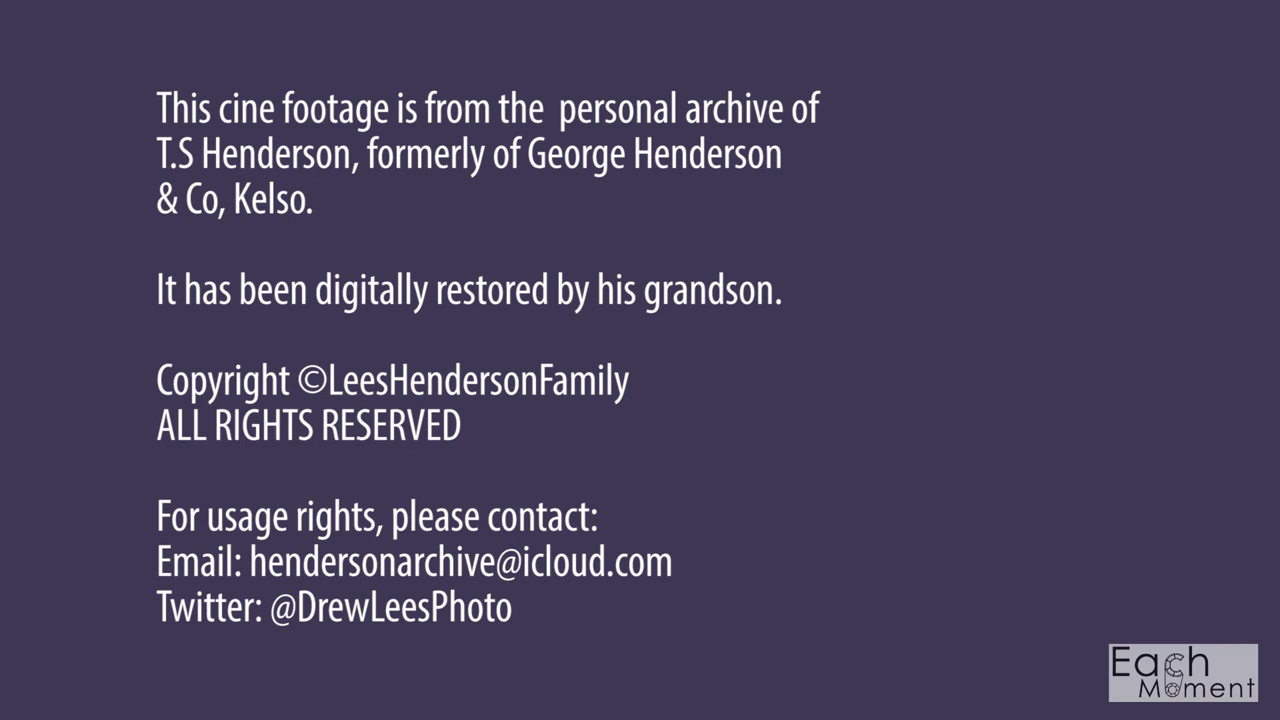 This cine footage is from the personal archive of
T.S Henderson, formerly of George Henderson
& Co, Kelso.
It has been digitally restored by his grandson.
Copyright ©LeesHendersonFamily
ALL RIGHTS RESERVED
For usage rights, please contact:
Email: hendersonarchive@icloud.com
Twitter: @DrewLeesPhoto
Each
Moment